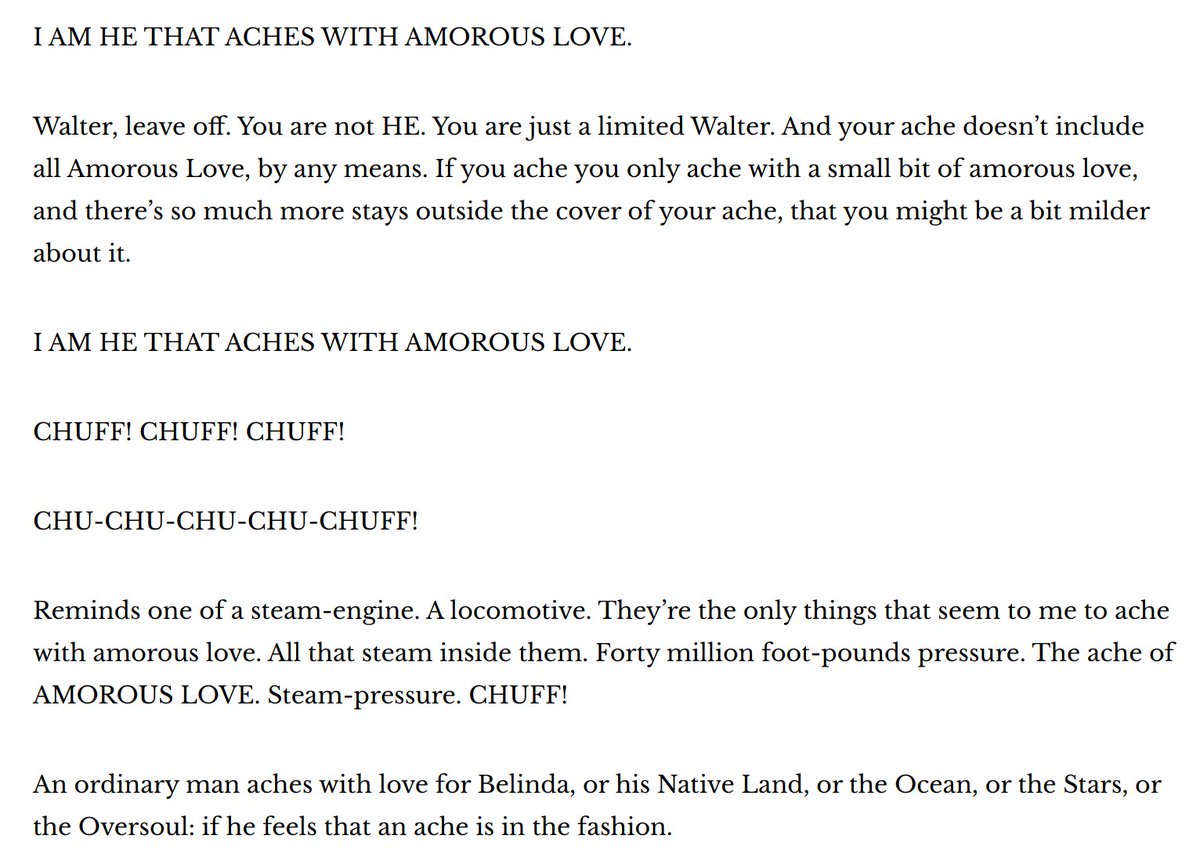 I AM HE THAT ACHES WITH AMOROUS LOVE.
Walter, leave off. You are not HE. You are just a limited Walter. And your ache doesn’t include
all Amorous Love, by any means. If you ache you only ache with a small bit of amorous love,
and there’s so much more stays outside the cover of your ache, that you might be a bit milder
about it.
I AM HE THAT ACHES WITH AMOROUS LOVE.
CHUFF! CHUFF! CHUFF!
CHU-CHU-CHU-CHU-CHUFF!
Reminds one of a steam-engine. A locomotive. They’re the only things that seem to me to ache
with amorous love. All that steam inside them. Forty million foot-pounds pressure. The ache of
AMOROUS LOVE. Steam-pressure. CHUFF!
An ordinary man aches with love for Belinda, or his Native Land, or the Ocean, or the Stars, or
the Oversoul: if he feels that an ache is in the fashion.